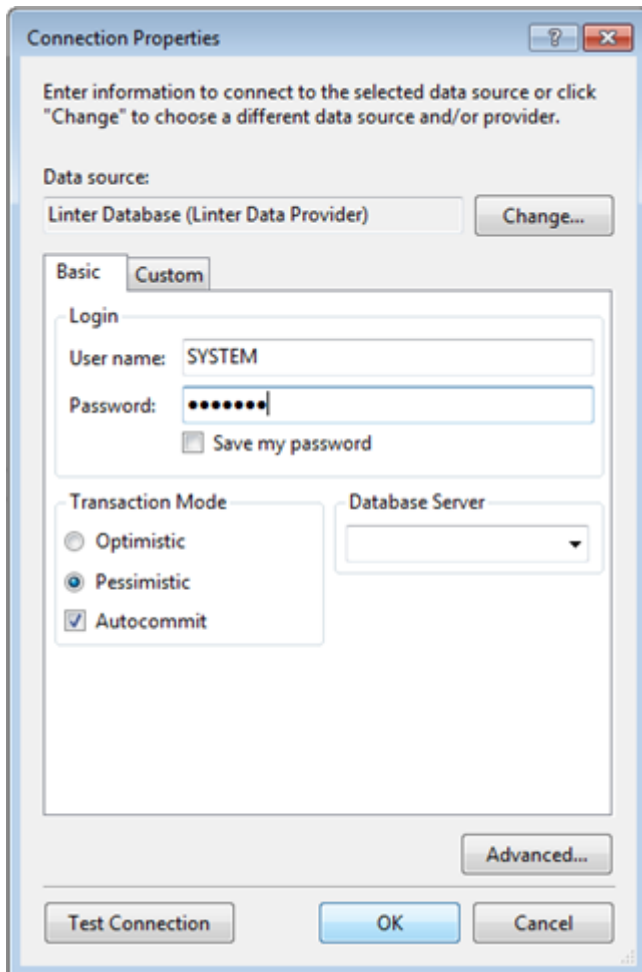 Connection Properties
Enter information to connect to the selected data source or click
"Change" to choose a different data source and/or provider.
Data source:
Linter Database (Linter Data Provider)
Change...
Basic
Custom
Login
User name:
SYSTEM
Password:
•••••••
Save my password
Transaction Mode
Optimistic
Pessimistic
Autocommit
Database Server
Advanced...
Test Connection
OK
Cancel